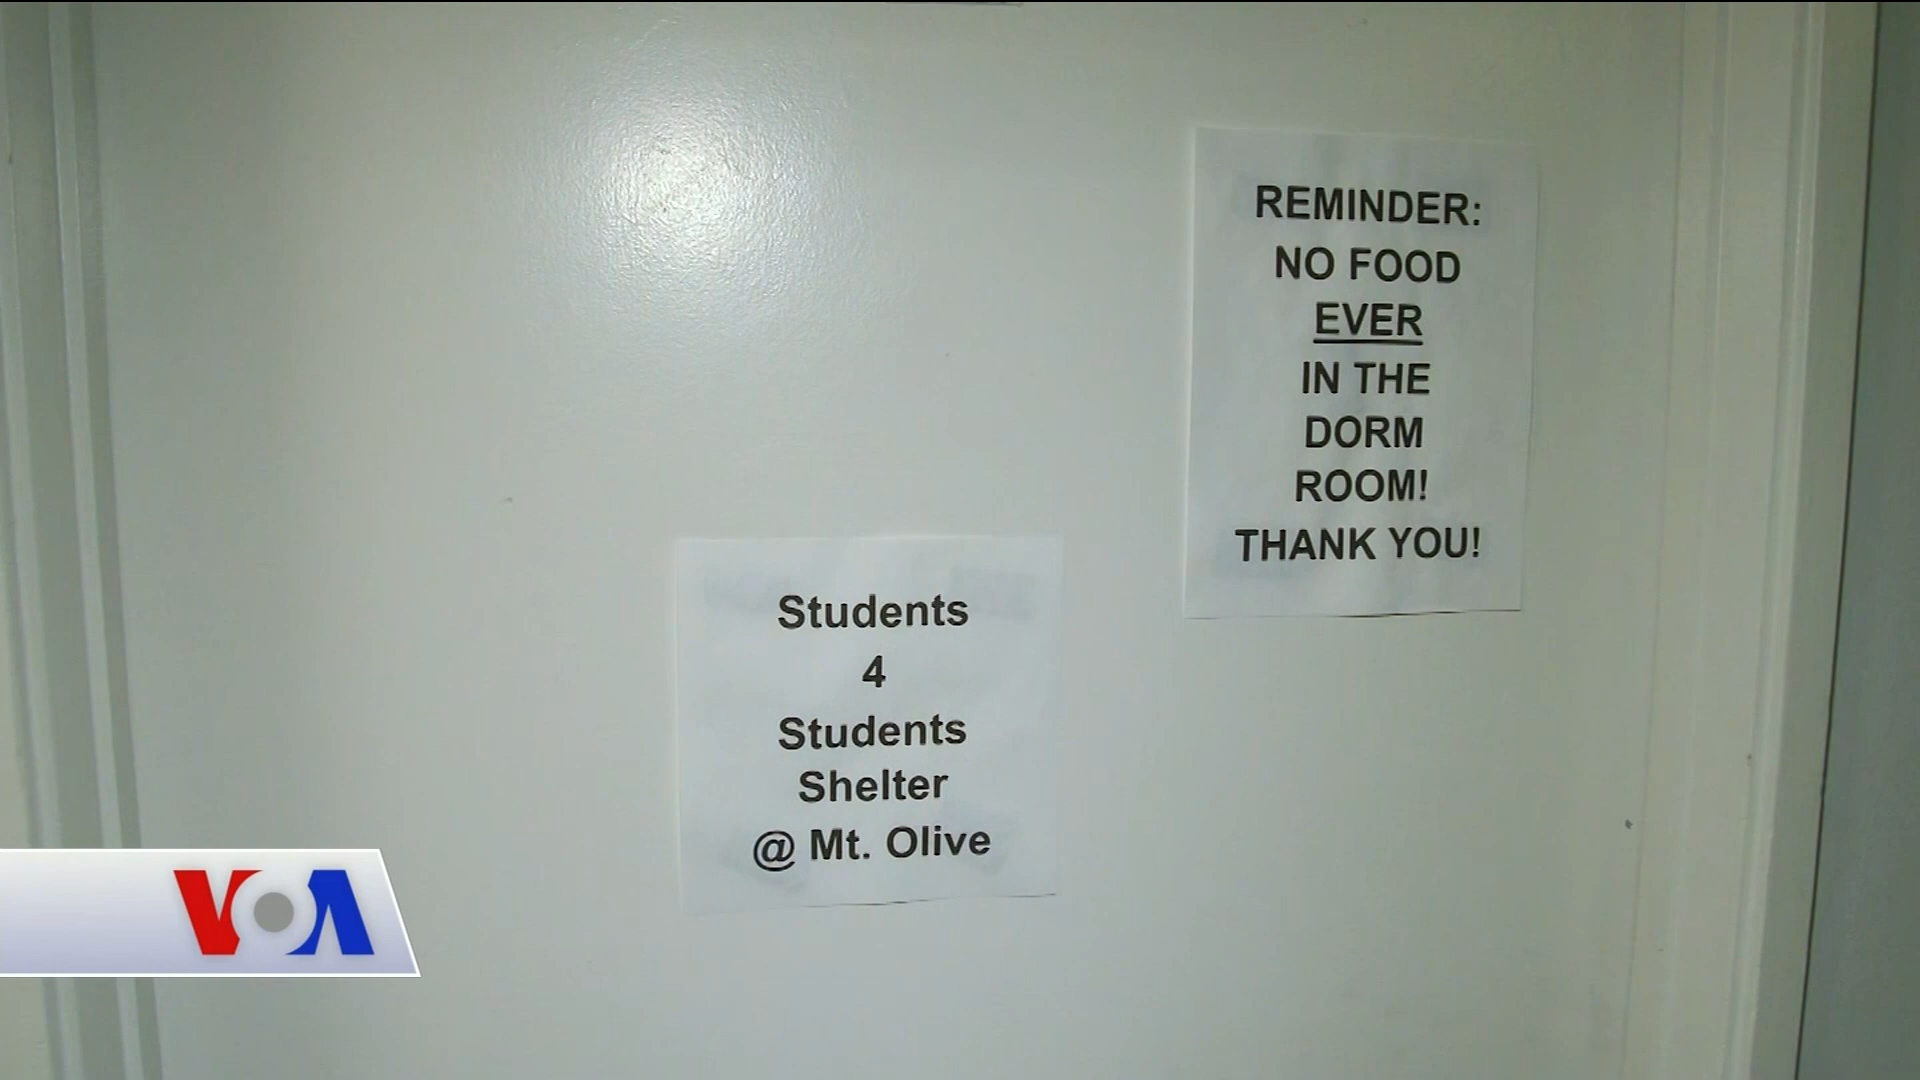 REMINDER:
NO FOOD
EVER
IN THE
DORM
ROOM!
THANK YOU!
Students
4
Students
Shelter
@ Mt. Olive
VOA